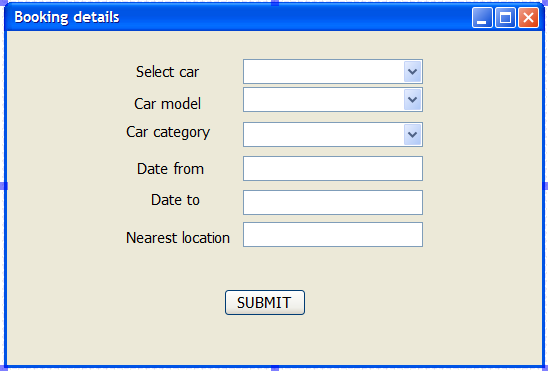 Booking details
Select car
Car model
Car category
Date from
Date to
Nearest location
SUBMIT